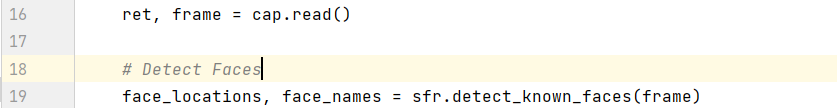 16 ret, frame = cap.read()
17
18 # Detect Faces
19 face_locations, face_names = sfr.detect_known_faces(frame)